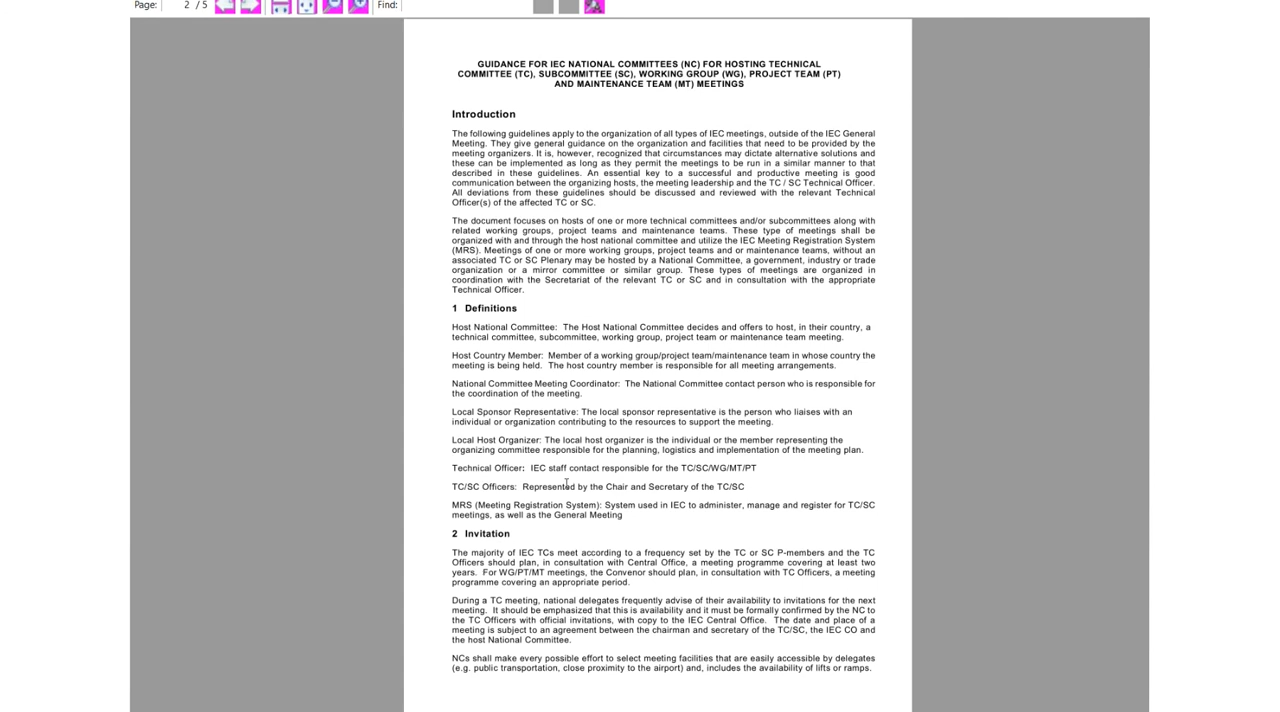 Page: 2 / 5 Find:
GUIDANCE FOR IEC NATIONAL COMMITTEES (NC) FOR HOSTING TECHNICAL
COMMITTEE (TC), SUBCOMMITTEE (SC), WORKING GROUP (WG), PROJECT TEAM (PT)
AND MAINTENANCE TEAM (MT) MEETINGS
Introduction
The following guidelines apply to the organization of all types of IEC meetings, outside of the IEC General
Meeting. They give general guidance on the organization and facilities that need to be provided by the
meeting organizers. It is, however, recognized that circumstances may dictate alternative solutions and
these can be implemented as long as they permit the meetings to be run in a similar manner to that
described in these guidelines. An essential key to a successful and productive meeting is good
communication between the organizing hosts, the meeting leadership and the TC / SC Technical Officer.
All deviations from these guidelines should be discussed and reviewed with the relevant Technical
Officer(s) of the affected TC or SC.
The document focuses on hosts of one or more technical committees and/or subcommittees along with
related working groups, project teams and maintenance teams. These type of meetings shall be
organized with and through the host national committee and utilize the IEC Meeting Registration System
(MRS). Meetings of one or more working groups, project teams and or maintenance teams, without an
associated TC or SC Plenary may be hosted by a National Committee, a government, industry or trade
organization or a mirror committee or similar group. These types of meetings are organized in
coordination with the Secretariat of the relevant TC or SC and in consultation with the appropriate
Technical Officer.
1 Definitions
Host National Committee: The Host National Committee decides and offers to host, in their country, a
technical committee, subcommittee, working group, project team or maintenance team meeting.
Host Country Member: Member of a working group/project team/maintenance team in whose country the
meeting is being held. The host country member is responsible for all meeting arrangements.
National Committee Meeting Coordinator: The National Committee contact person who is responsible for
the coordination of the meeting.
Local Sponsor Representative: The local sponsor representative is the person who liaises with an
individual or organization contributing to the resources to support the meeting.
Local Host Organizer: The local host organizer is the individual or the member representing the
organizing committee responsible for the planning, logistics and implementation of the meeting plan.
Technical Officer: IEC staff contact responsible for the TC/SC/WG/MT/PT
TC/SC Officers: Represented by the Chair and Secretary of the TC/SC
MRS (Meeting Registration System): System used in IEC to administer, manage and register for TC/SC
meetings, as well as the General Meeting
2 Invitation
The majority of IEC TCs meet according to a frequency set by the TC or SC P-members and the TC
Officers should plan, in consultation with Central Office, a meeting programme covering at least two
years. For WG/PT/MT meetings, the Convenor should plan, in consultation with TC Officers, a meeting
programme covering an appropriate period.
During a TC meeting, national delegates frequently advise of their availability to invitations for the next
meeting. It should be emphasized that this is availability and it must be formally confirmed by the NC to
the TC Officers with official invitations, with copy to the IEC Central Office. The date and place of a
meeting is subject to an agreement between the chairman and secretary of the TC/SC, the IEC CO and
the host National Committee.
NCs shall make every possible effort to select meeting facilities that are easily accessible by delegates
(e.g. public transportation, close proximity to the airport) and, includes the availability of lifts or ramps.